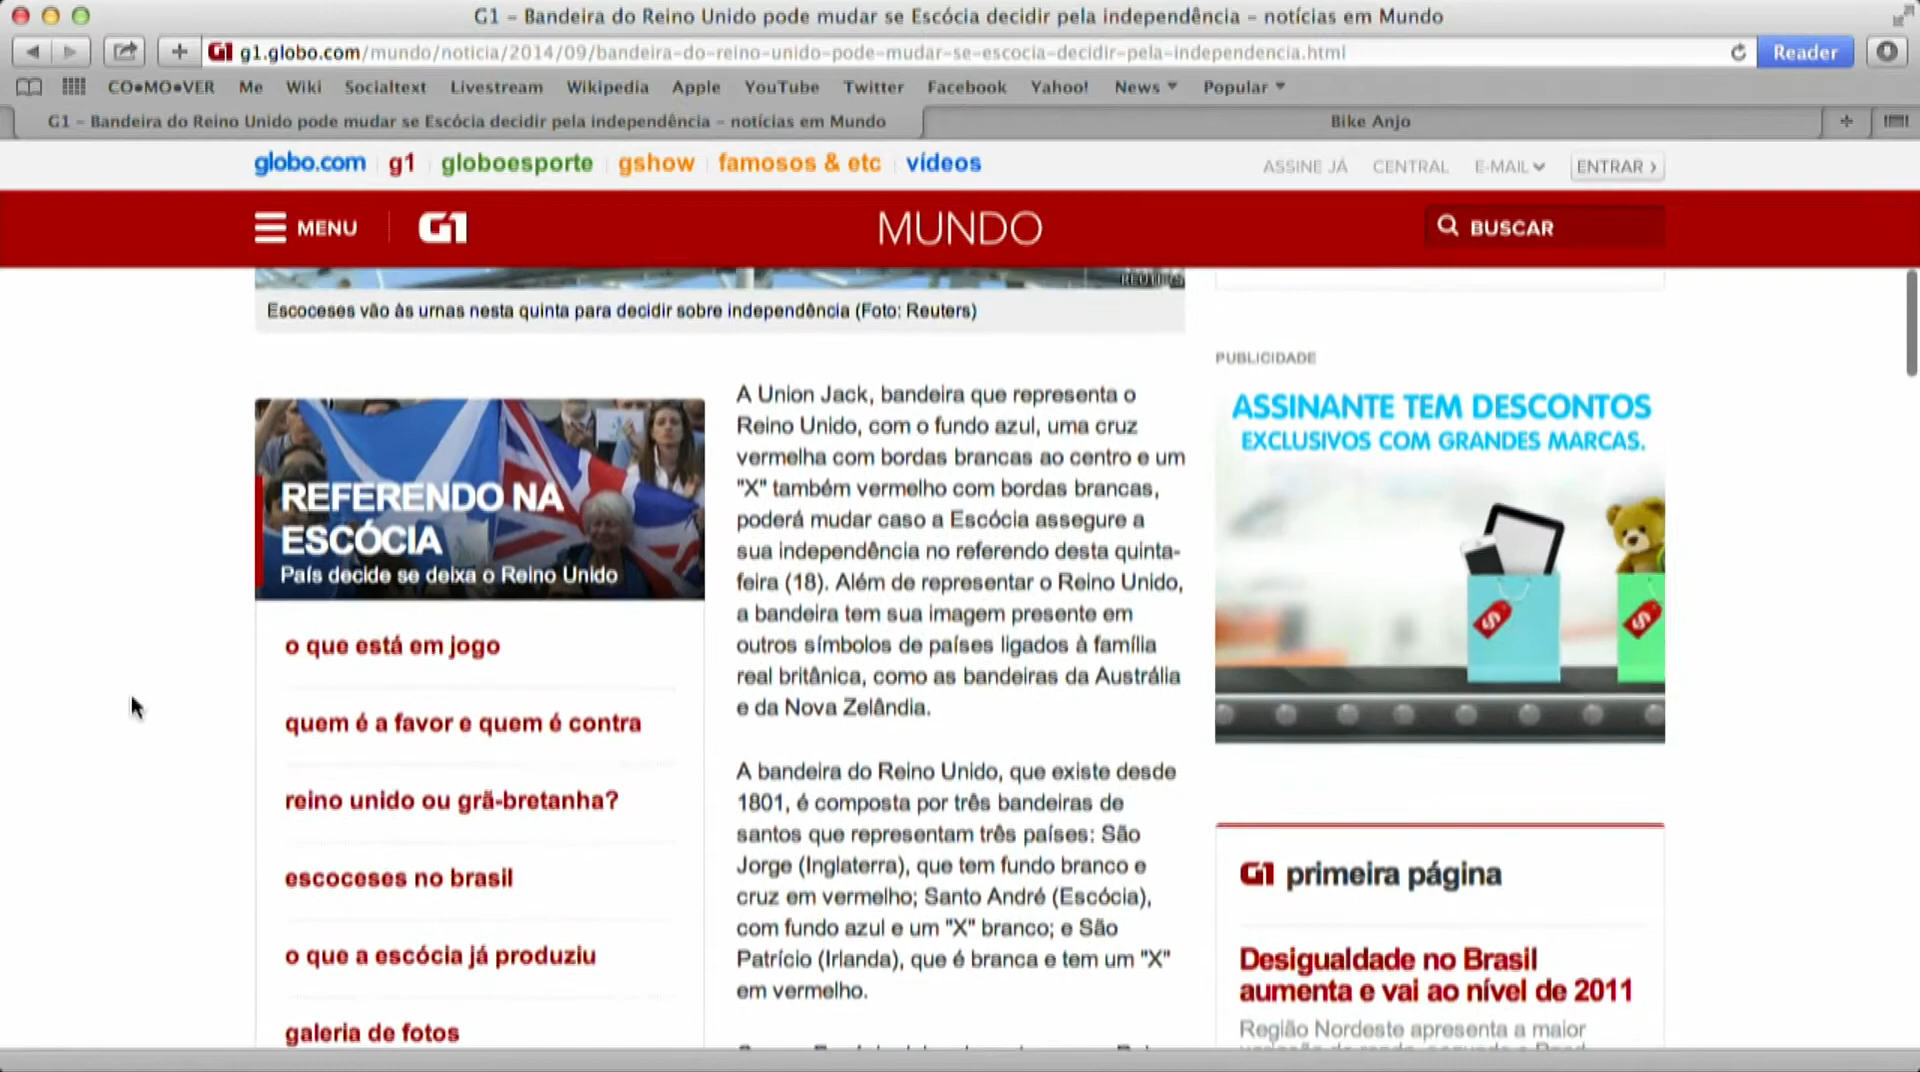 G1 – Bandeira do Reino Unido pode mudar se Escócia decidir pela independência – notícias em Mundo
g1.globo.com/mundo/noticia/2014/09/bandeira-do-reino-unido-pode-mudar-se-escocia-decidir-pela-independencia.html
Reader
CO•MO•VER Me Wiki Socialtext Livestream Wikipedia Apple YouTube Twitter Facebook Yahoo! News Popular
G1 – Bandeira do Reino Unido pode mudar se Escócia decidir pela independência – notícias em Mundo
Bike Anjo
globo.com g1 globoesporte gshow famosos & etc vídeos
ASSINE JÁ CENTRAL E-MAIL ENTRAR ›
MENU G1 MUNDO BUSCAR
REUTERS
Escoceses vão às urnas nesta quinta para decidir sobre independência (Foto: Reuters)
REFERENDO NA
ESCÓCIA
País decide se deixa o Reino Unido
o que está em jogo
quem é a favor e quem é contra
reino unido ou grã-bretanha?
escoceses no brasil
o que a escócia já produziu
galeria de fotos
A Union Jack, bandeira que representa o
Reino Unido, com o fundo azul, uma cruz
vermelha com bordas brancas ao centro e um
"X" também vermelho com bordas brancas,
poderá mudar caso a Escócia assegure a
sua independência no referendo desta quinta-
feira (18). Além de representar o Reino Unido,
a bandeira tem sua imagem presente em
outros símbolos de países ligados à família
real britânica, como as bandeiras da Austrália
e da Nova Zelândia.
A bandeira do Reino Unido, que existe desde
1801, é composta por três bandeiras de
santos que representam três países: São
Jorge (Inglaterra), que tem fundo branco e
cruz em vermelho; Santo André (Escócia),
com fundo azul e um "X" branco; e São
Patrício (Irlanda), que é branca e tem um "X"
em vermelho.
PUBLICIDADE
ASSINANTE TEM DESCONTOS
EXCLUSIVOS COM GRANDES MARCAS.
$ $
G1 primeira página
Desigualdade no Brasil
aumenta e vai ao nível de 2011
Região Nordeste apresenta a maior